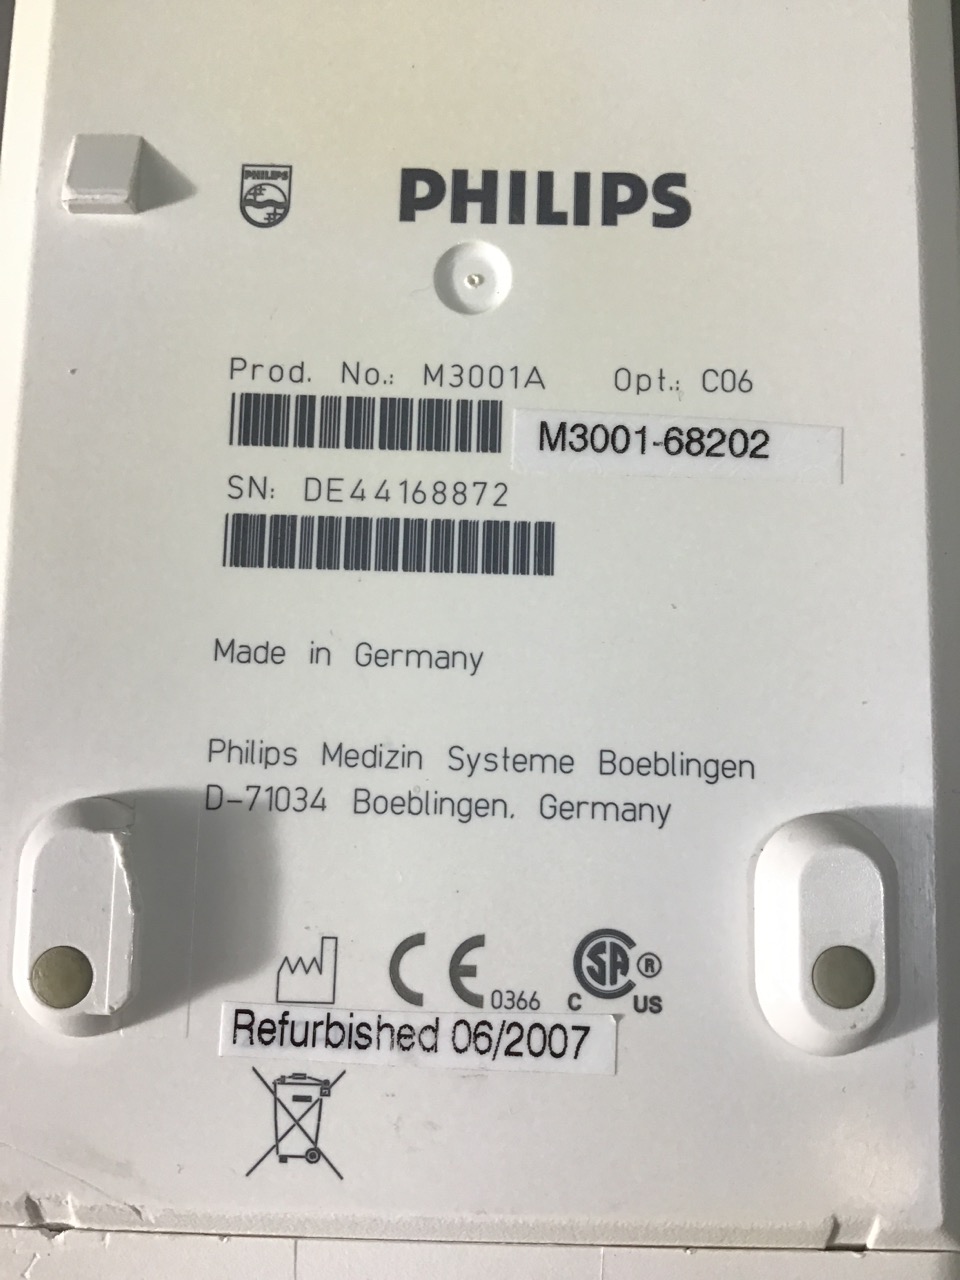 PHILIPS
PHILIPS
Prod. No.: M3001A Opt.: C06
M3001-68202
SN: DE44168872
Made in Germany
Philips Medizin Systeme Boeblingen
D-71034 Boeblingen, Germany
CE 0366
C SA ® US
Refurbished 06/2007